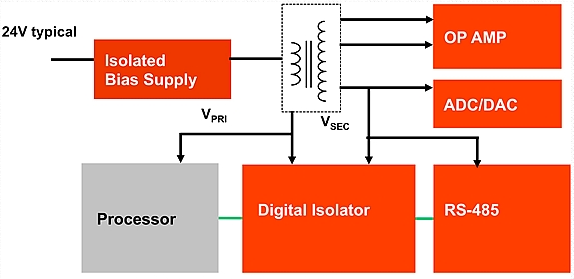 24V typical
Isolated
Bias Supply
OP AMP
ADC/DAC
VPRI
VSEC
Processor
Digital Isolator
RS-485